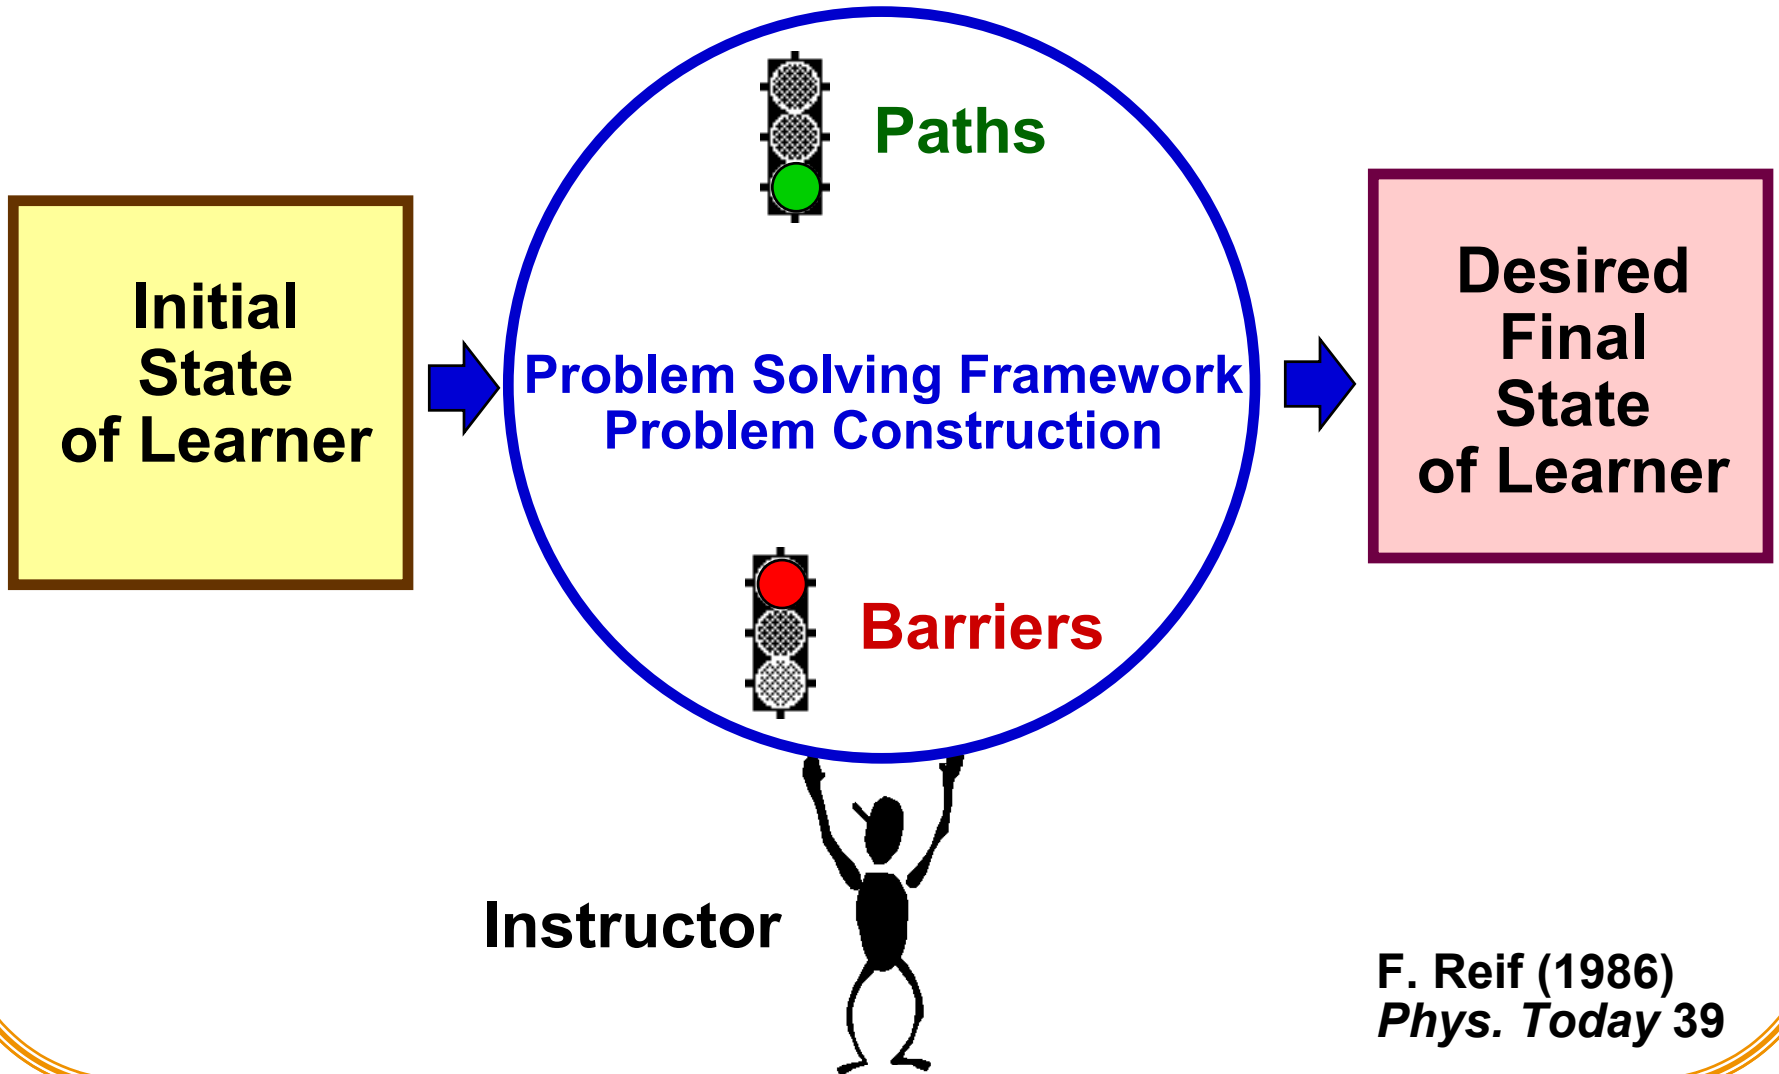 Paths
Initial
State
of Learner
Problem Solving Framework
Problem Construction
Desired
Final
State
of Learner
Barriers
Instructor
F. Reif (1986)
Phys. Today 39